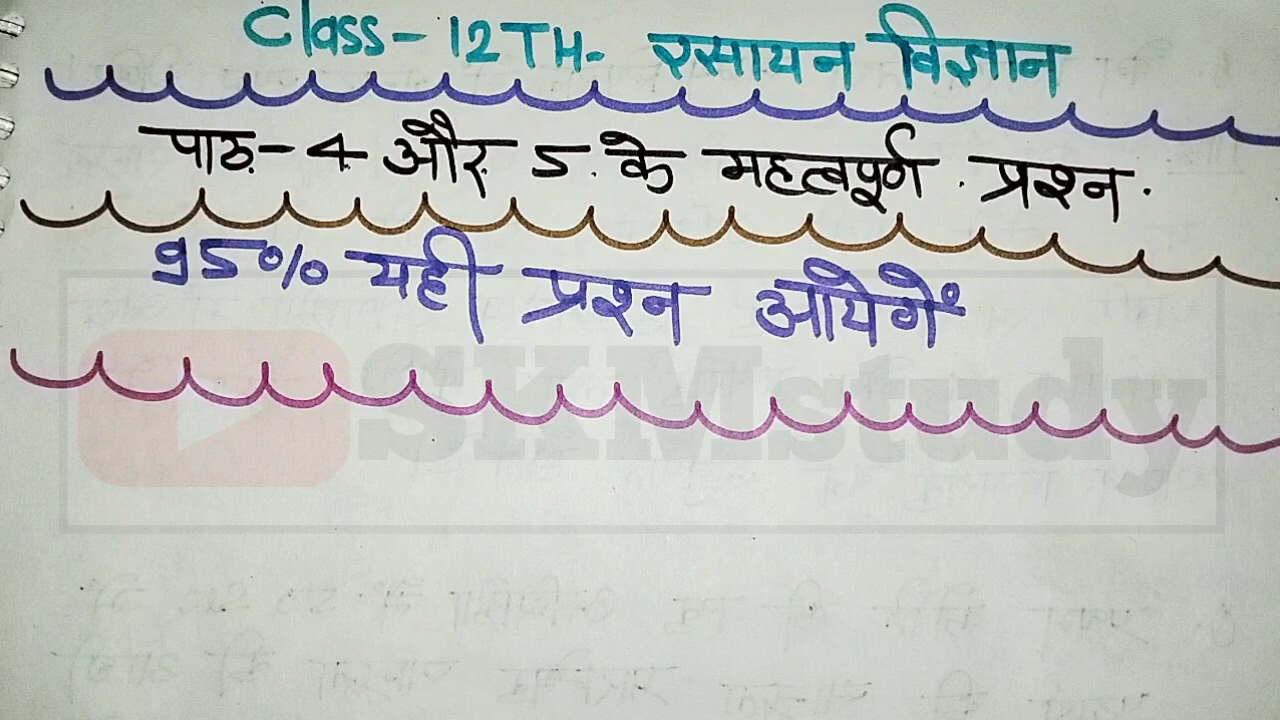 Class-12TH- रसायन विज्ञान
पाठ-4 और 5 के महत्वपूर्ण प्रश्न.
95% यही प्रश्न आयेगें
SKMstudy